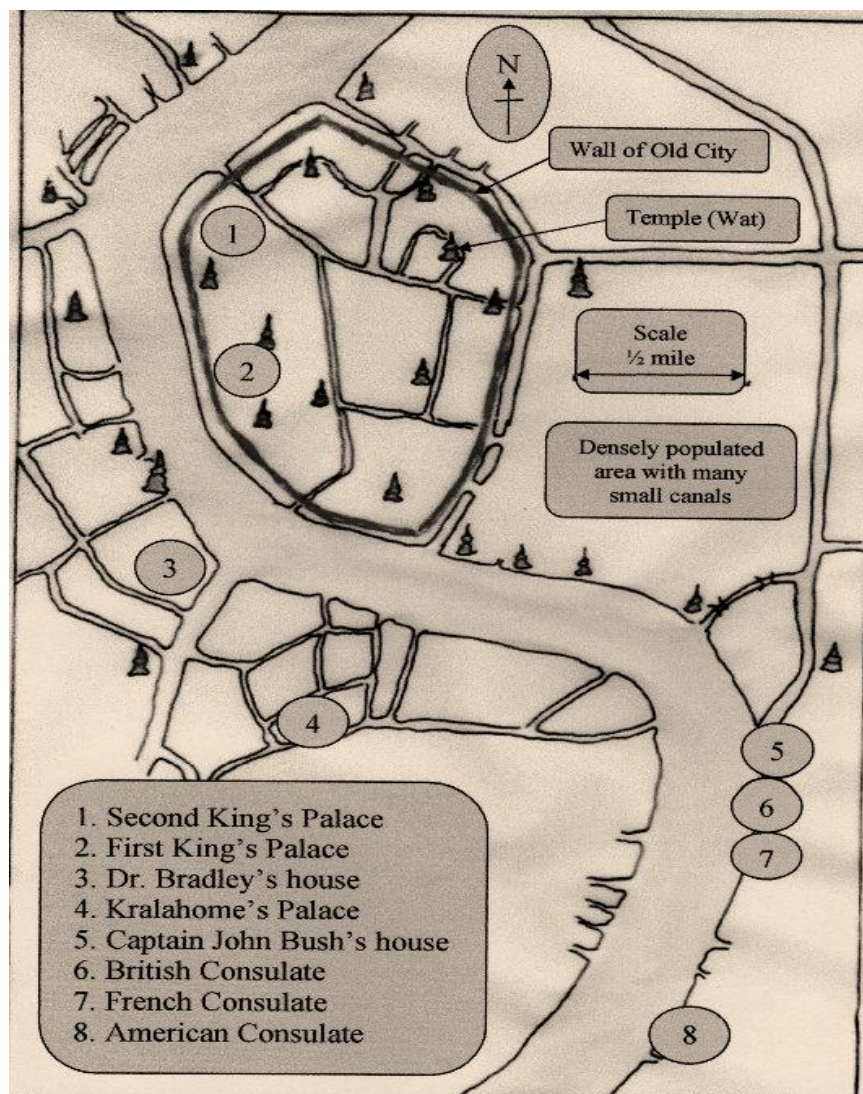 N
Wall of Old City
Temple (Wat)
1
Scale
½ mile
2
Densely populated
area with many
small canals
3
4
5
6
7
8
1. Second King's Palace
2. First King's Palace
3. Dr. Bradley's house
4. Kralahome's Palace
5. Captain John Bush's house
6. British Consulate
7. French Consulate
8. American Consulate